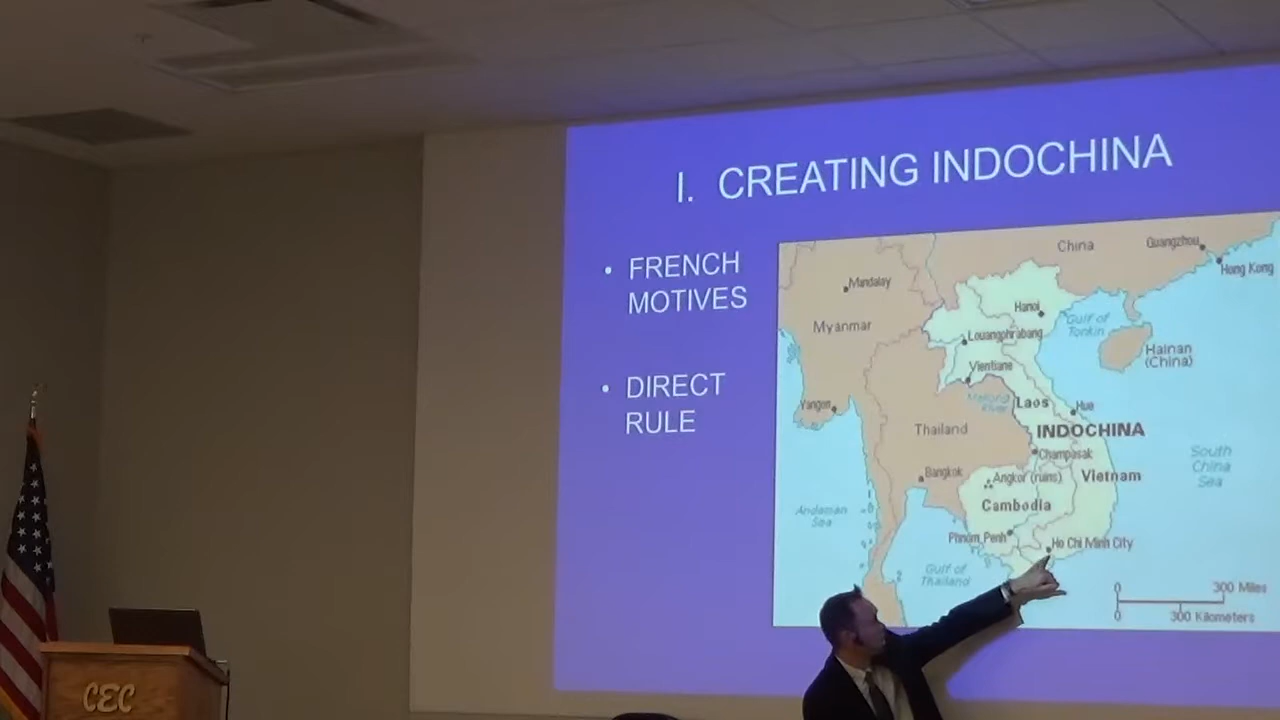 I. CREATING INDOCHINA
• FRENCH
MOTIVES
• DIRECT
RULE
China
Guangzhou
Hong Kong
Mandalay
Hanoi
Gulf of
Tonkin
Myanmar
Louangphrabang
Hainan
(China)
Vientiane
Mekong
River
Laos
Hue
Yangon
Thailand
INDOCHINA
Champasak
South
China
Sea
Bangkok
Angkor (ruins)
Vietnam
Cambodia
Andaman
Sea
Phnom Penh
Ho Chi Minh City
Gulf of
Thailand
0
300 Miles
0
300 Kilometers
CEC